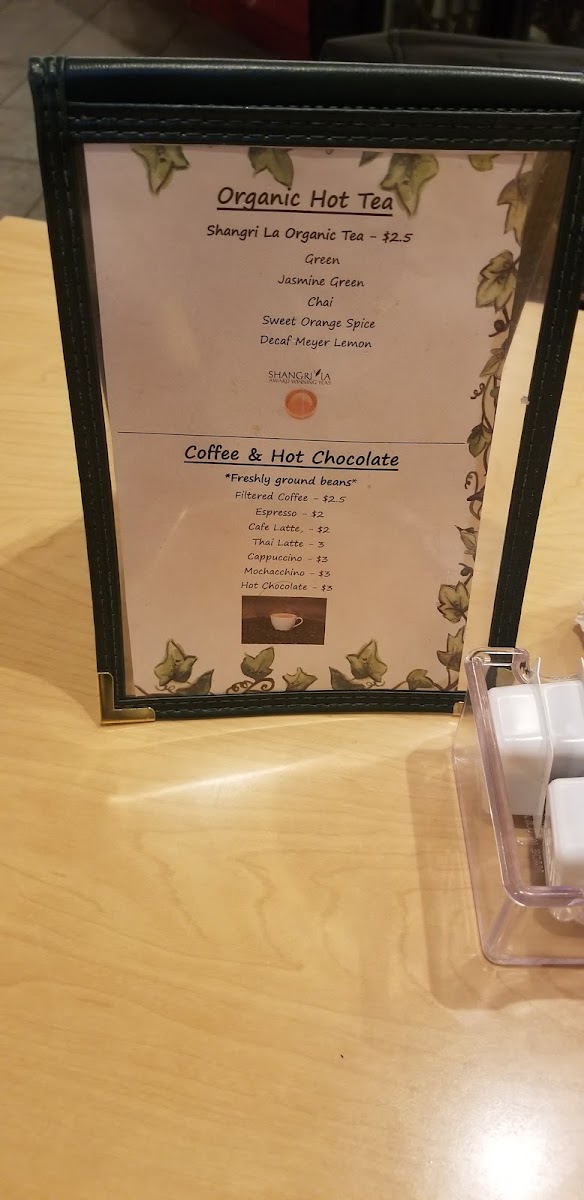 Organic Hot Tea
Shangri La Organic Tea - $2.5
Green
Jasmine Green
Chai
Sweet Orange Spice
Decaf Meyer Lemon
SHANGRI LA
AWARD WINNING TEAS
Coffee & Hot Chocolate
*Freshly ground beans*
Filtered Coffee - $2.5
Espresso - $2
Cafe Latte, - $2
Thai Latte - 3
Cappuccino - $3
Mochacchino - $3
Hot Chocolate - $3